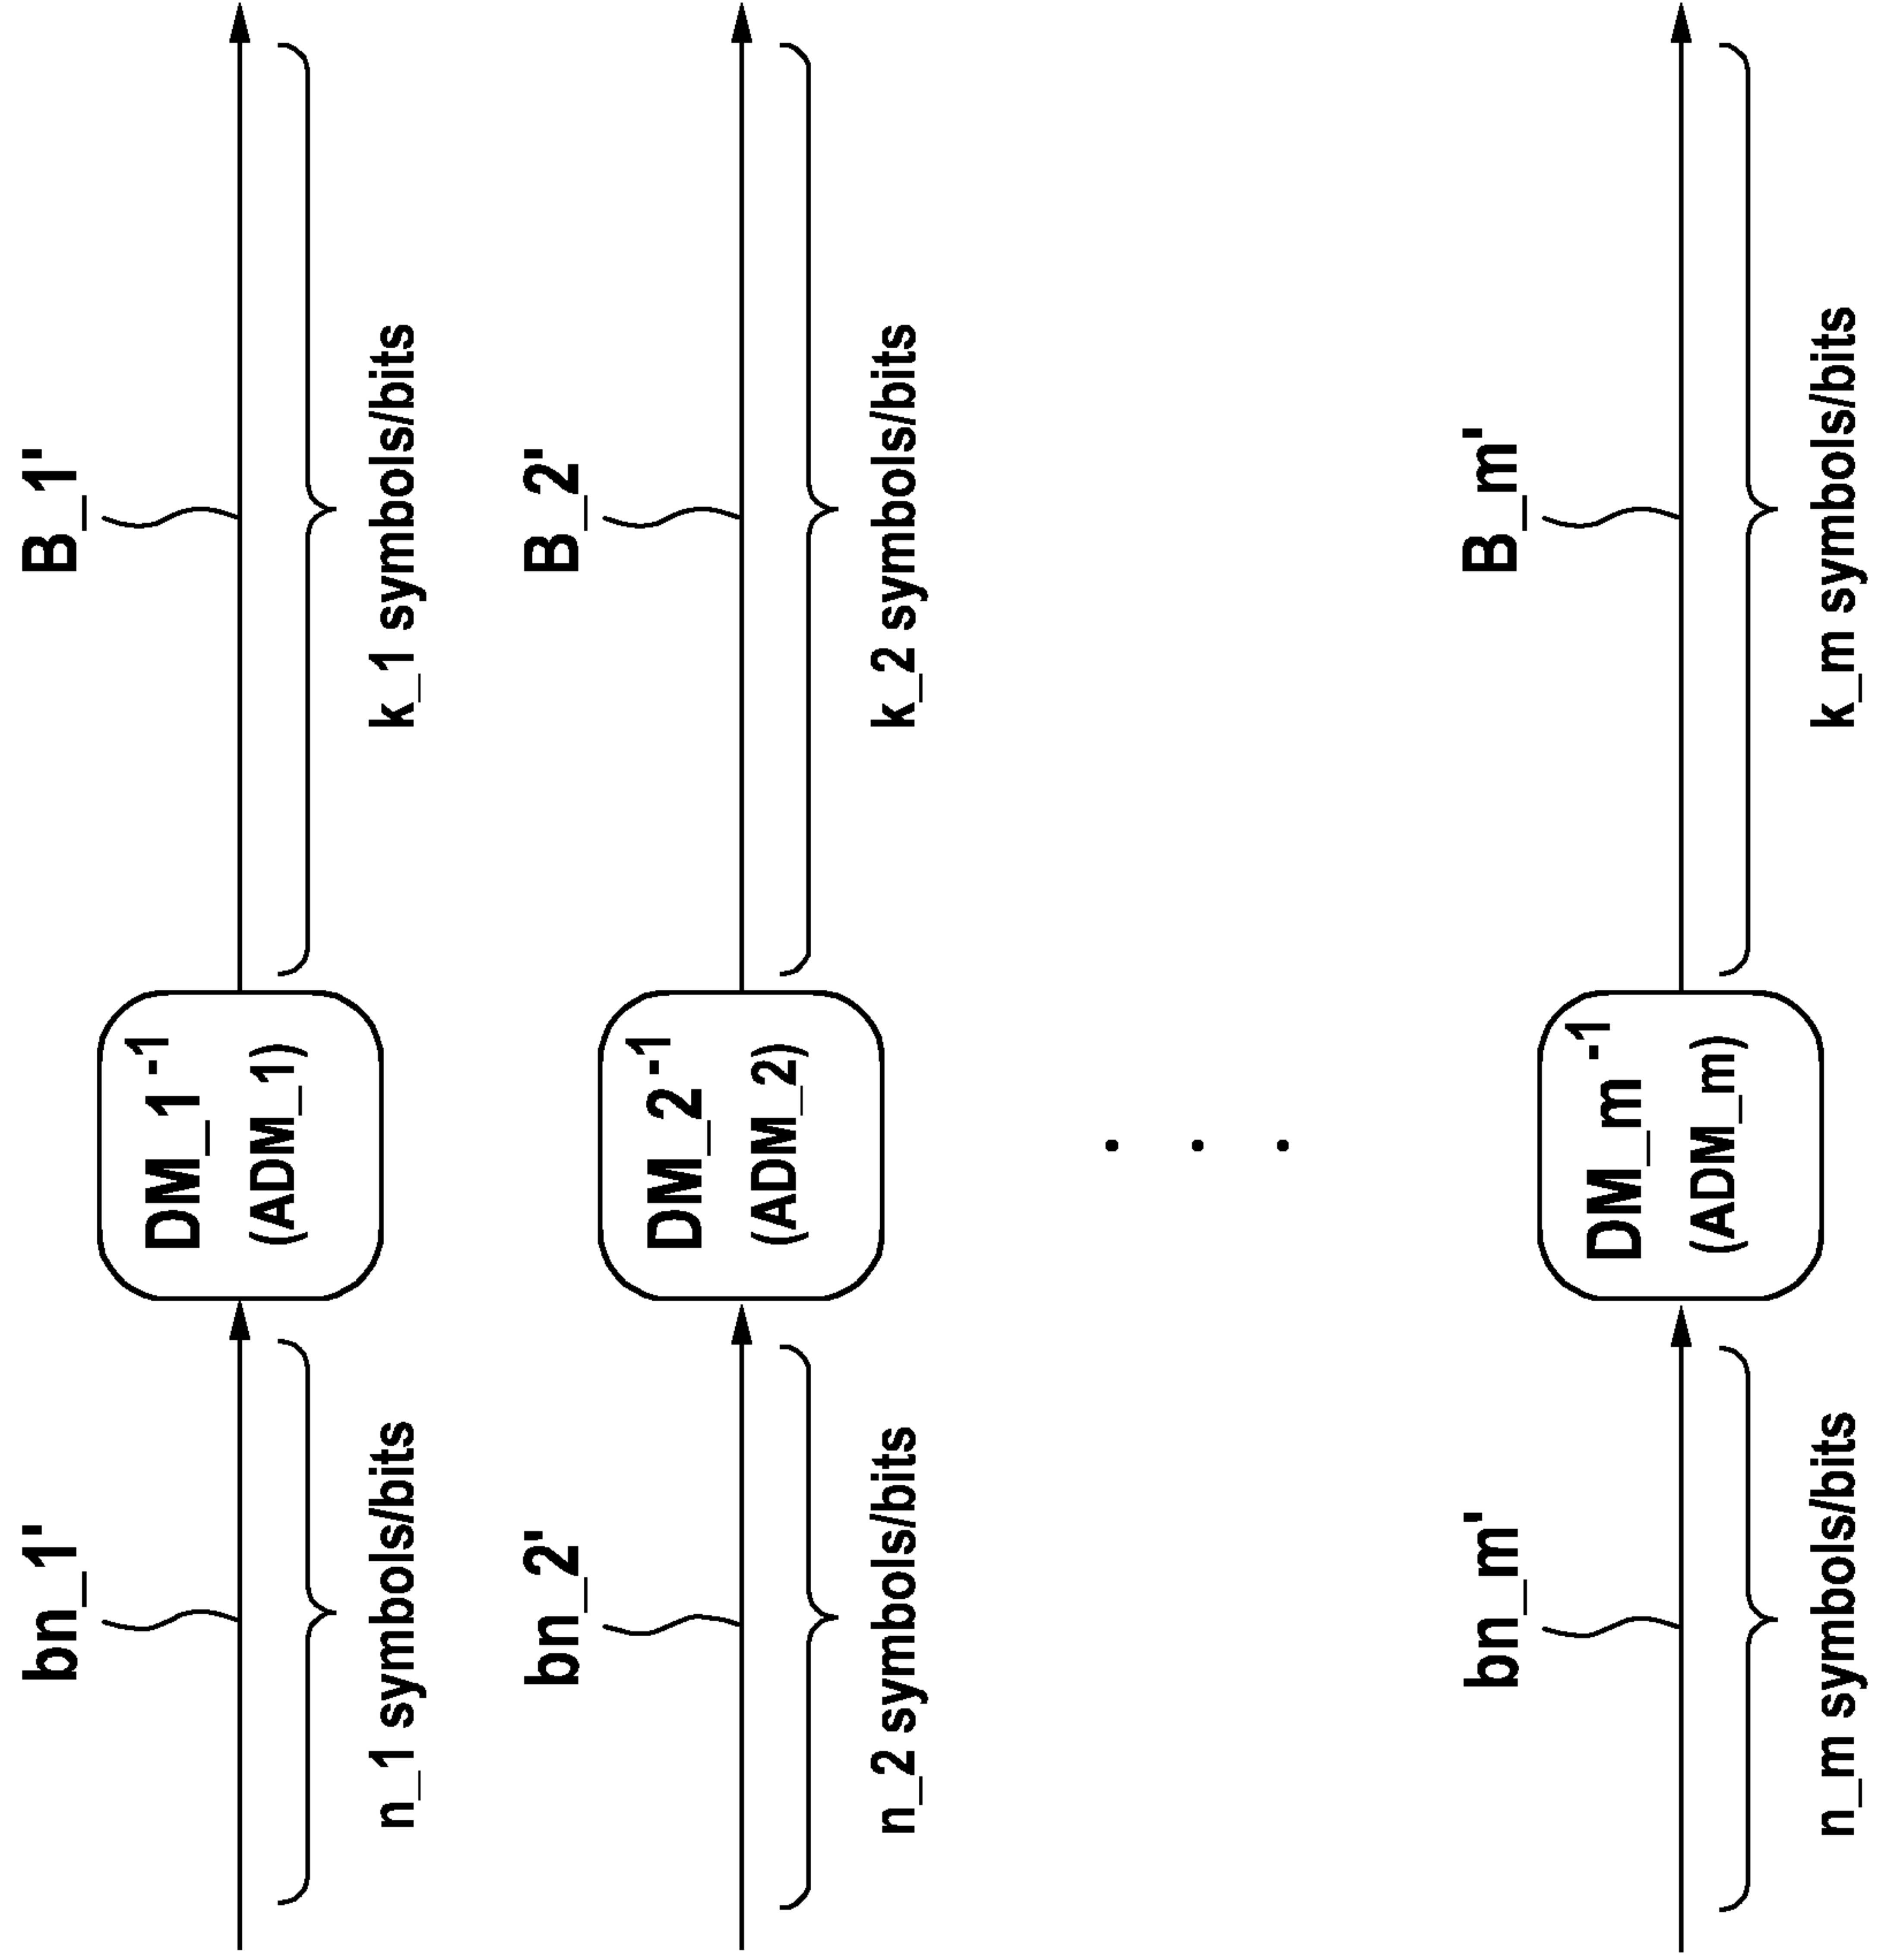 bn_1'
n_1 symbols/bits
DM_1⁻¹
(ADM_1)
B_1'
k_1 symbols/bits
bn_2'
n_2 symbols/bits
DM_2⁻¹
(ADM_2)
B_2'
k_2 symbols/bits
. . .
bn_m'
n_m symbols/bits
DM_m⁻¹
(ADM_m)
B_m'
k_m symbols/bits